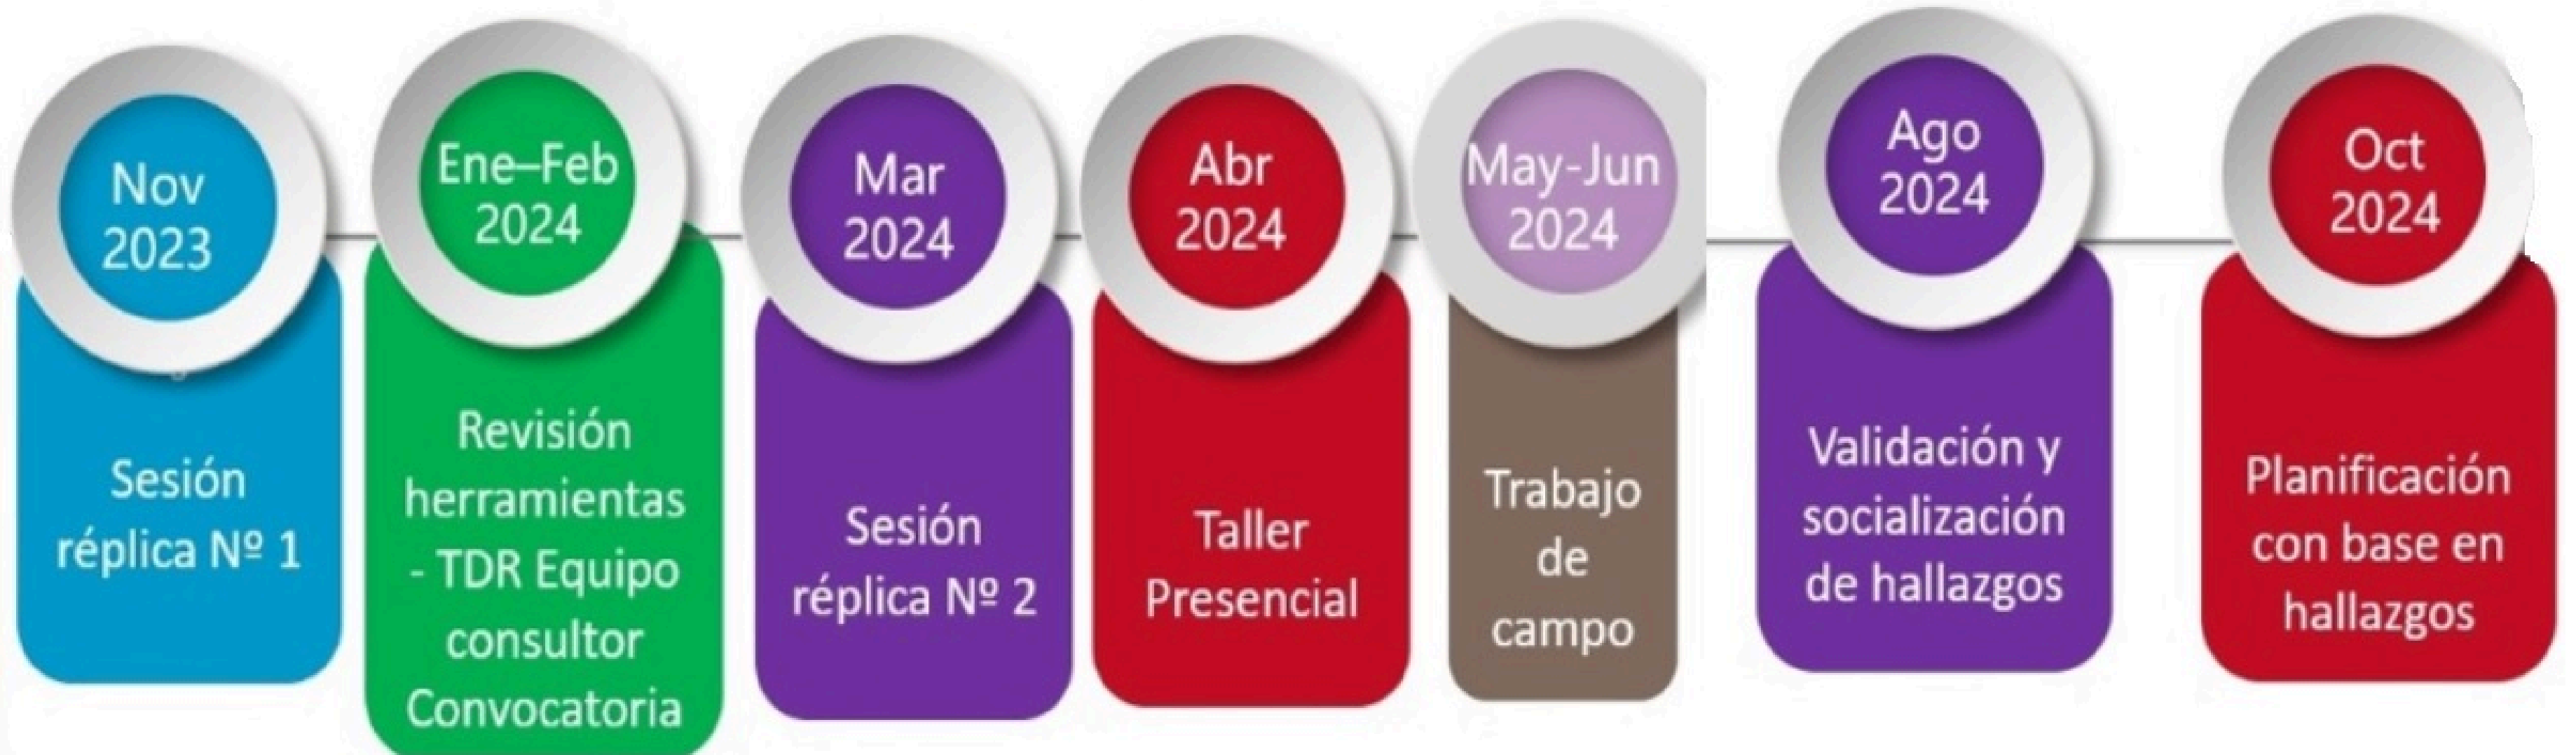 Nov
2023
Sesión
réplica Nº 1
Ene–Feb
2024
Revisión
herramientas
- TDR Equipo
consultor
Convocatoria
Mar
2024
Sesión
réplica Nº 2
Abr
2024
Taller
Presencial
May-Jun
2024
Trabajo
de
campo
Ago
2024
Validación y
socialización
de hallazgos
Oct
2024
Planificación
con base en
hallazgos